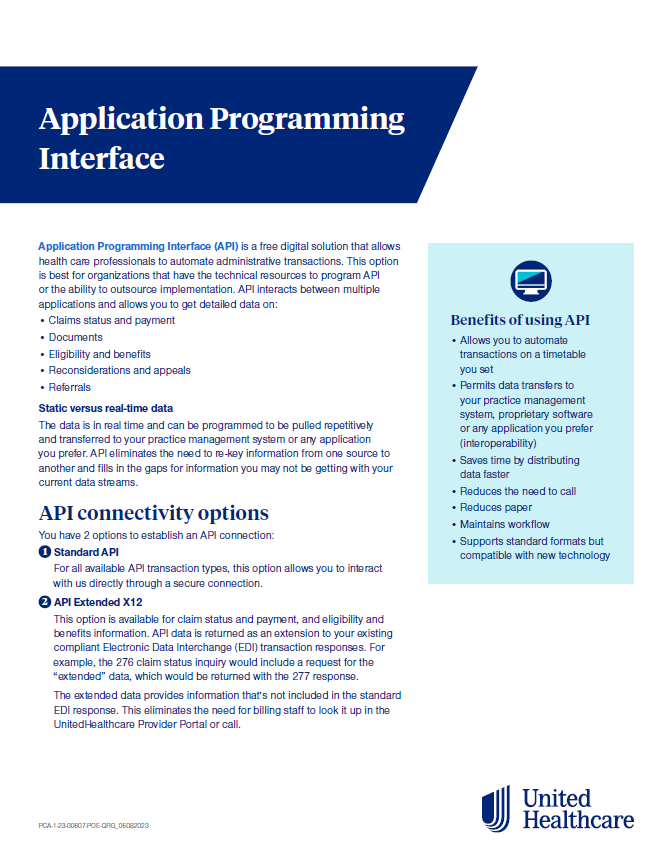 Application Programming
Interface
Application Programming Interface (API) is a free digital solution that allows
health care professionals to automate administrative transactions. This option
is best for organizations that have the technical resources to program API
or the ability to outsource implementation. API interacts between multiple
applications and allows you to get detailed data on:
• Claims status and payment
• Documents
• Eligibility and benefits
• Reconsiderations and appeals
• Referrals
Static versus real-time data
The data is in real time and can be programmed to be pulled repetitively
and transferred to your practice management system or any application
you prefer. API eliminates the need to re-key information from one source to
another and fills in the gaps for information you may not be getting with your
current data streams.
API connectivity options
You have 2 options to establish an API connection:
1 Standard API
For all available API transaction types, this option allows you to interact
with us directly through a secure connection.
2 API Extended X12
This option is available for claim status and payment, and eligibility and
benefits information. API data is returned as an extension to your existing
compliant Electronic Data Interchange (EDI) transaction responses. For
example, the 276 claim status inquiry would include a request for the
“extended” data, which would be returned with the 277 response.
The extended data provides information that's not included in the standard
EDI response. This eliminates the need for billing staff to look it up in the
UnitedHealthcare Provider Portal or call.
Benefits of using API
• Allows you to automate
transactions on a timetable
you set
• Permits data transfers to
your practice management
system, proprietary software
or any application you prefer
(interoperability)
• Saves time by distributing
data faster
• Reduces the need to call
• Reduces paper
• Maintains workflow
• Supports standard formats but
compatible with new technology
PCA-1-23-00607-POE-QRG_05082023
United
Healthcare